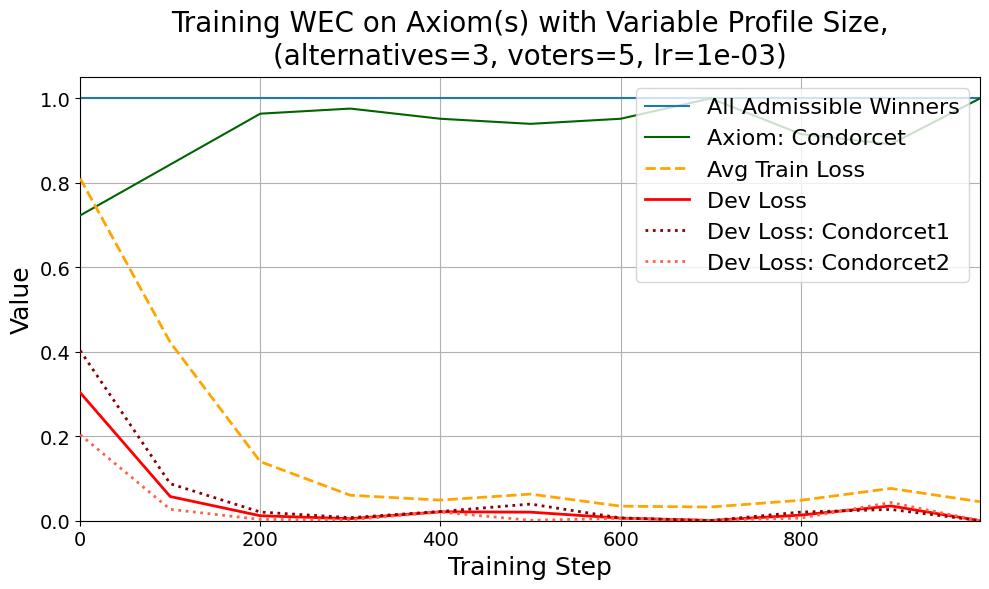 Training WEC on Axiom(s) with Variable Profile Size,
(alternatives=3, voters=5, lr=1e-03)
Value
1.0
0.8
0.6
0.4
0.2
0.0
All Admissible Winners
Axiom: Condorcet
Avg Train Loss
Dev Loss
Dev Loss: Condorcet1
Dev Loss: Condorcet2
0
200
400
600
800
Training Step